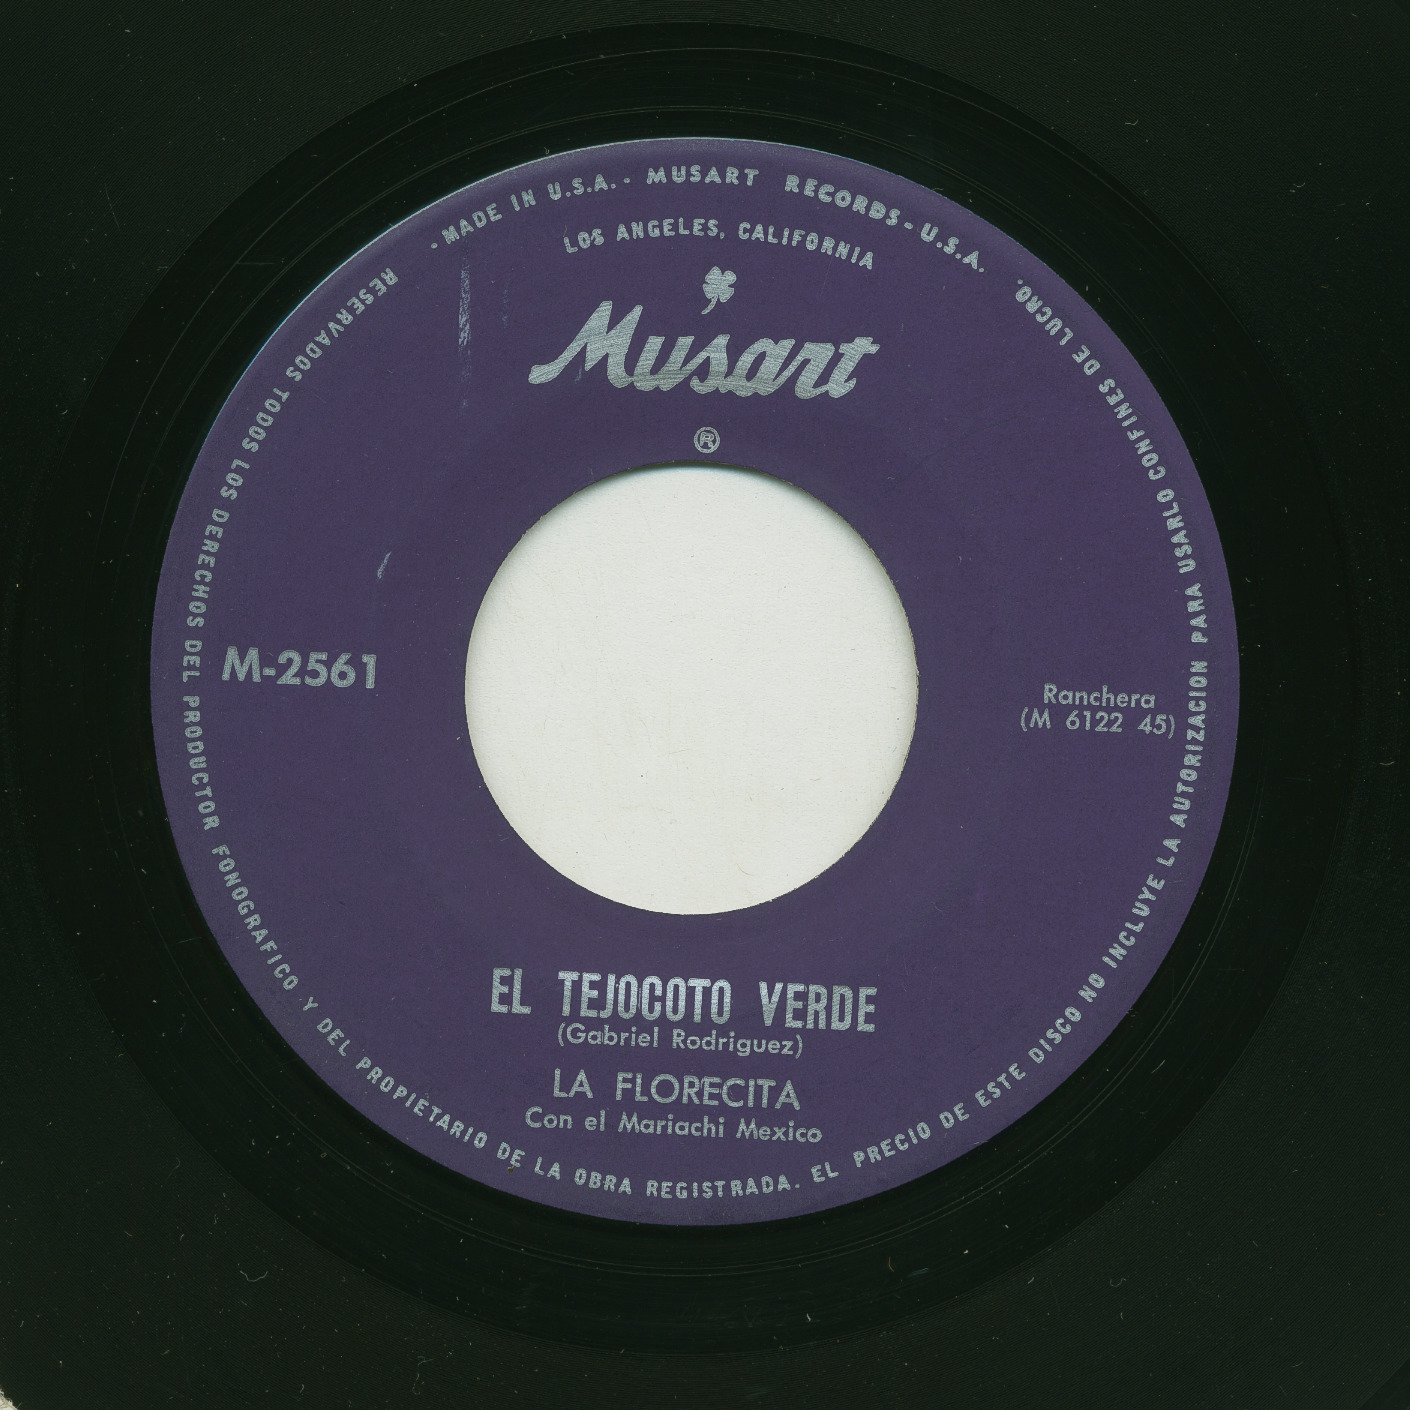 · MADE IN U.S.A. - MUSART RECORDS - U.S.A.
LOS ANGELES, CALIFORNIA
Musart
®
M-2561
Ranchera
(M 6122 45)
EL TEJOCOTO VERDE
(Gabriel Rodriguez)
LA FLORECITA
Con el Mariachi Mexico
RESERVADOS TODOS LOS DERECHOS DEL PRODUCTOR FONOGRAFICO Y DEL PROPIETARIO DE LA OBRA REGISTRADA. EL PRECIO DE ESTE DISCO NO INCLUYE LA AUTORIZACION PARA USARLO CONFINES DE LUCRO.